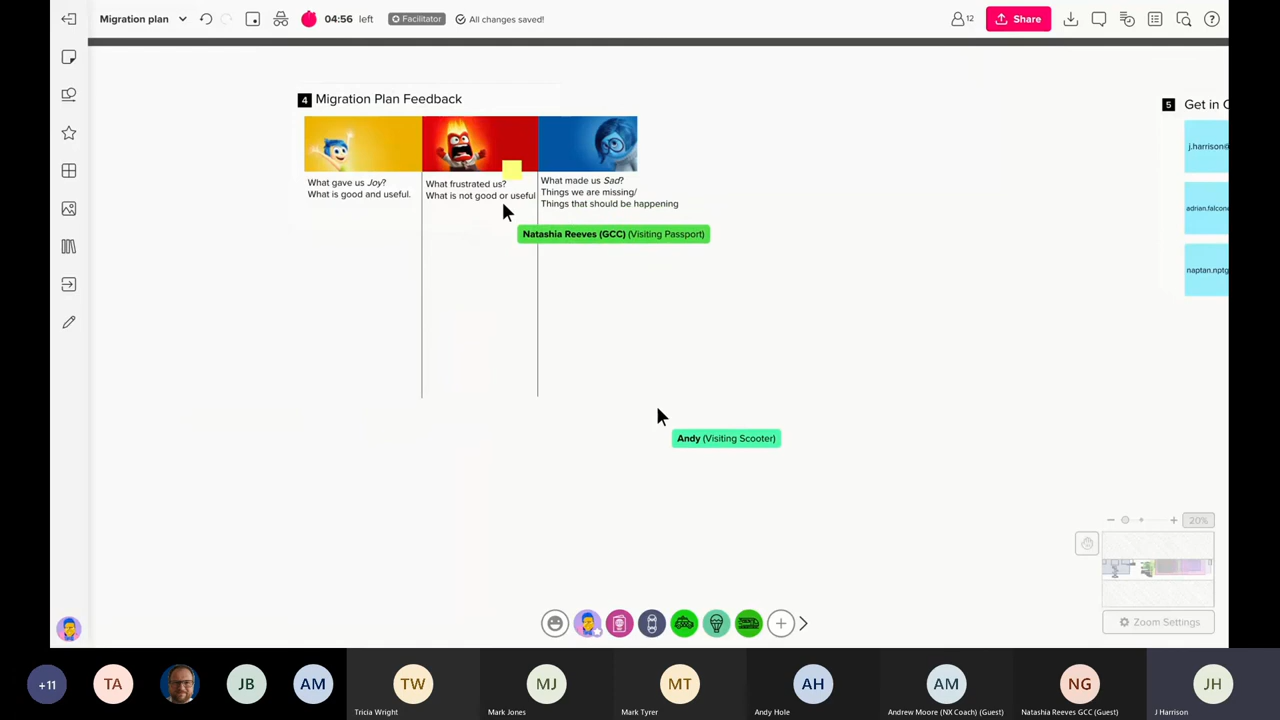 Migration plan
04:56 left
Facilitator
All changes saved!
12
Share
?
4 Migration Plan Feedback
5 Get in
What gave us Joy?
What is good and useful.
What frustrated us?
What is not good or useful
What made us Sad?
Things we are missing/
Things that should be happening
Natashia Reeves (GCC) (Visiting Passport)
Andy (Visiting Scooter)
j.harrison@
adrian.falcone
naptan.nptg
20%
Zoom Settings
+11
TA
JB
AM
TW
MJ
MT
AH
AM
NG
JH
Tricia Wright
Mark Jones
Mark Tyrer
Andy Hole
Andrew Moore (NX Coach) (Guest)
Natashia Reeves GCC (Guest)
J Harrison